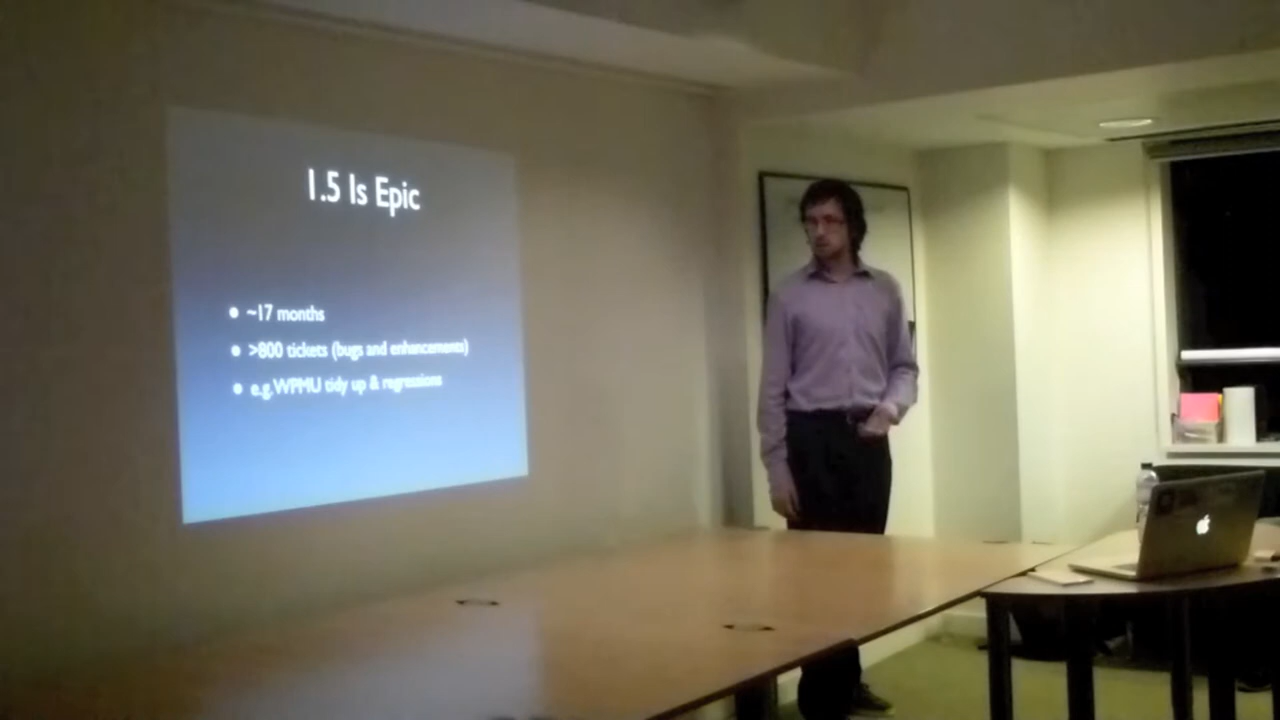 1.5 Is Epic
~17 months
>800 tickets (bugs and enhancements)
e.g. WPMU tidy up & regressions